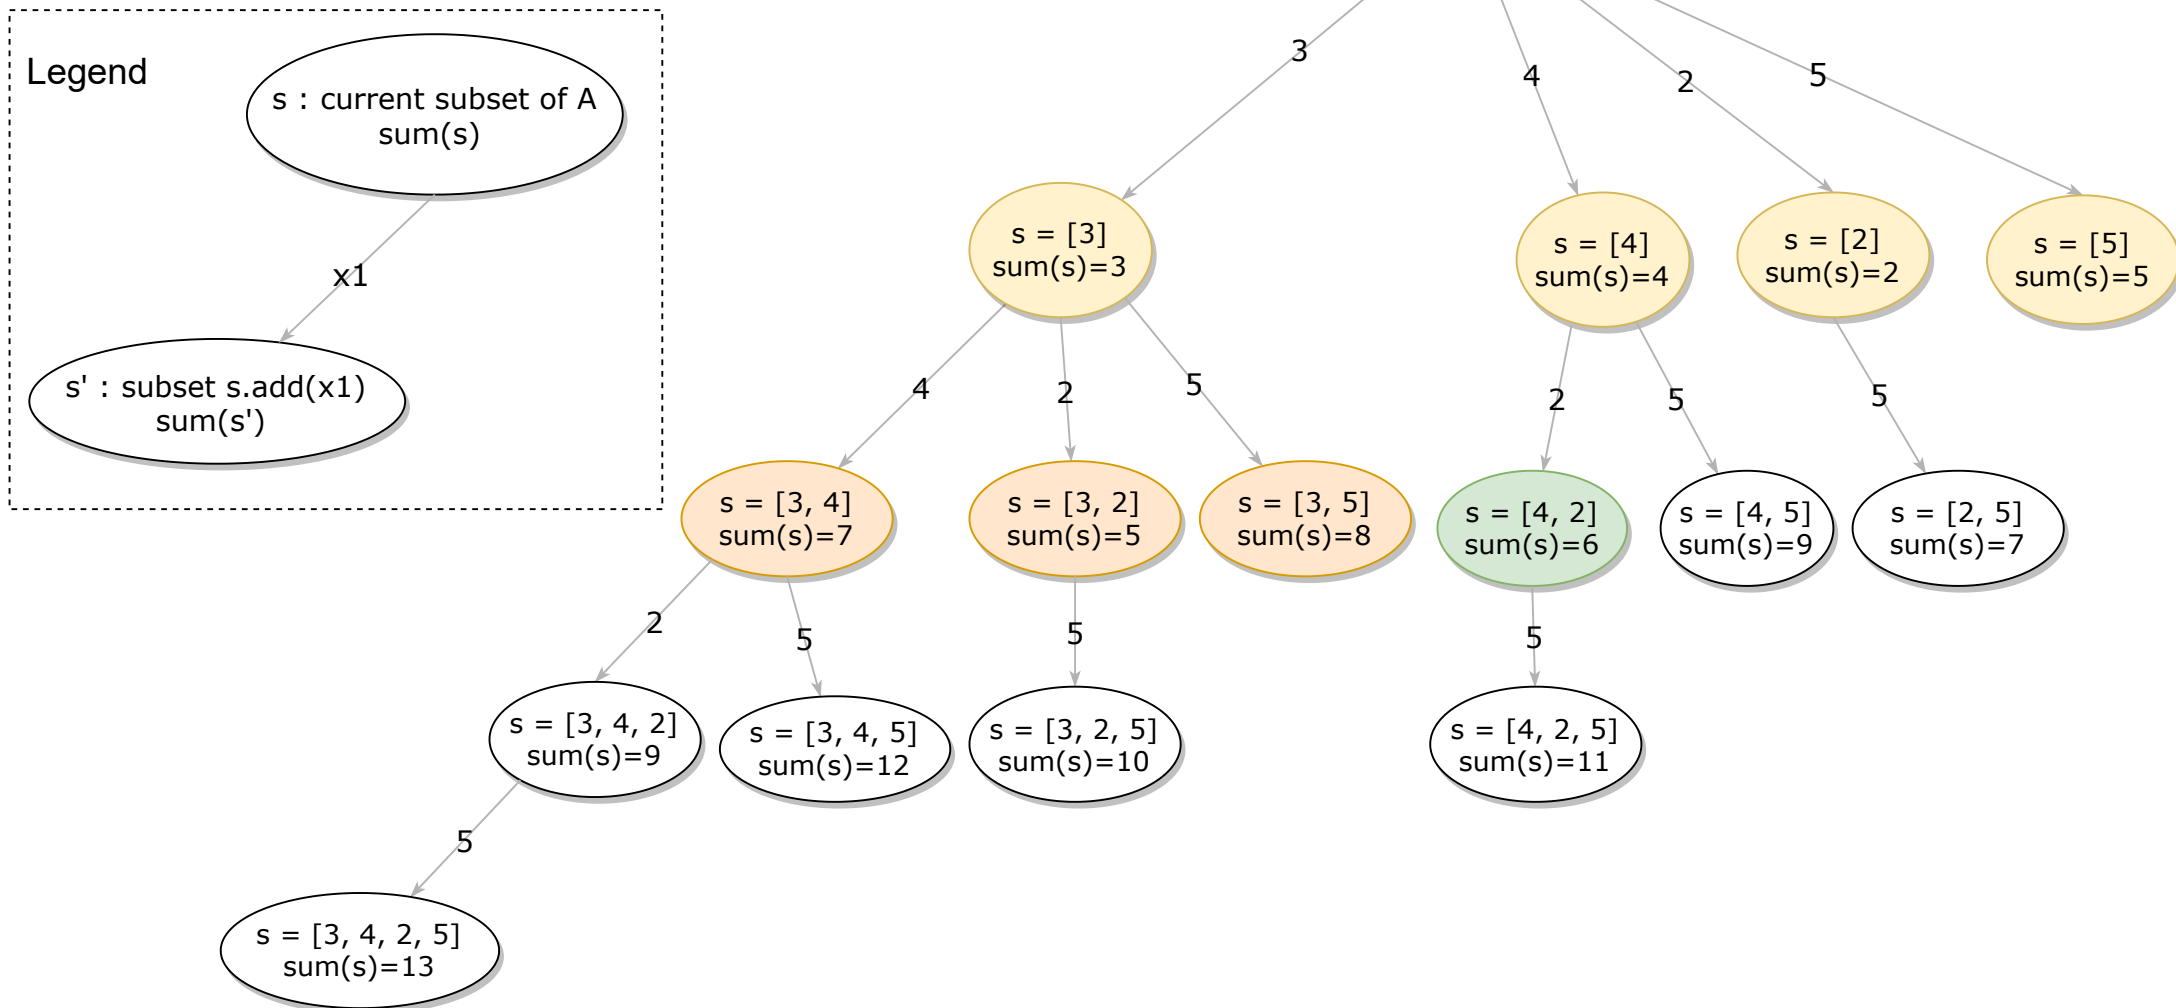 Legend
s : current subset of A
sum(s)
x1
s' : subset s.add(x1)
sum(s')
3
4
2
5
s = [3]
sum(s)=3
s = [4]
sum(s)=4
s = [2]
sum(s)=2
s = [5]
sum(s)=5
4
2
5
2
5
5
s = [3, 4]
sum(s)=7
s = [3, 2]
sum(s)=5
s = [3, 5]
sum(s)=8
s = [4, 2]
sum(s)=6
s = [4, 5]
sum(s)=9
s = [2, 5]
sum(s)=7
2
5
5
5
s = [3, 4, 2]
sum(s)=9
s = [3, 4, 5]
sum(s)=12
s = [3, 2, 5]
sum(s)=10
s = [4, 2, 5]
sum(s)=11
5
s = [3, 4, 2, 5]
sum(s)=13